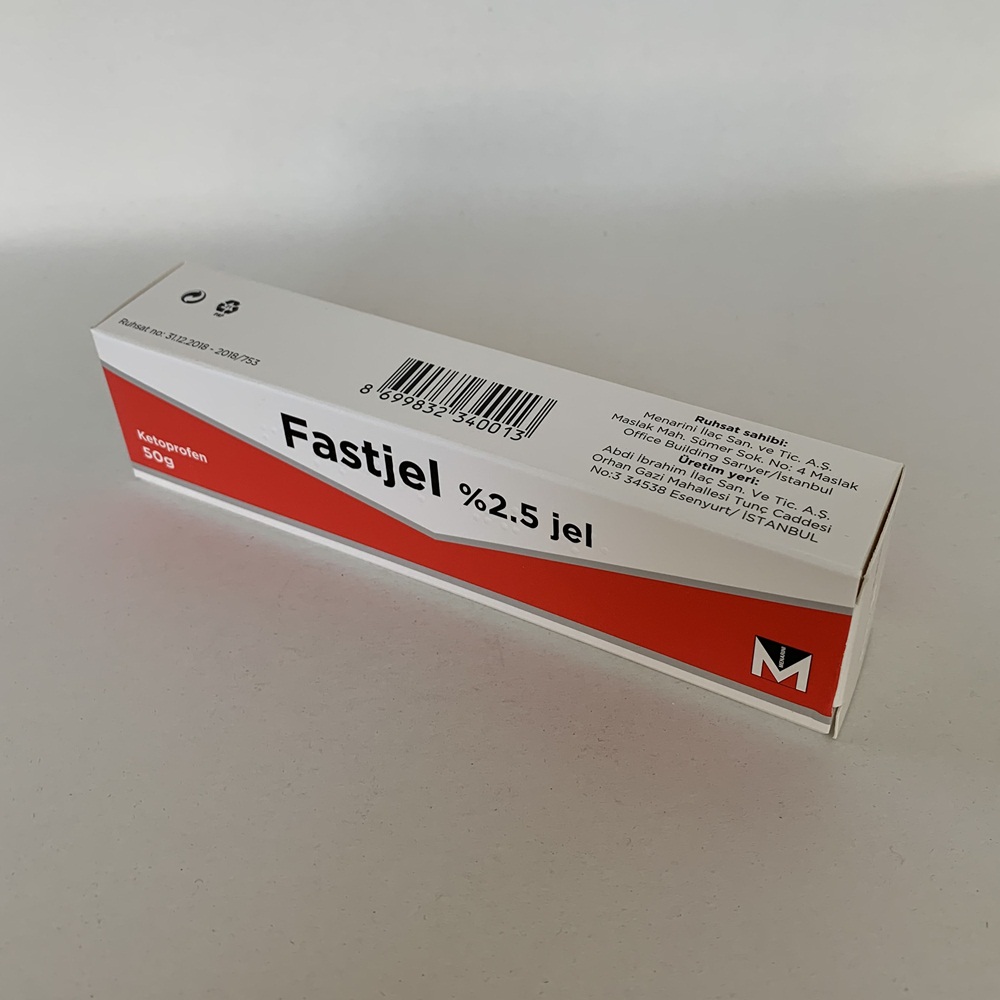 Ruhsat no: 31.12.2018 - 2018/753
8 699832 340013
Ruhsat sahibi:
Menarini İlaç San. ve Tic. A.Ş.
Maslak Mah. Sümer Sok. No: 4 Maslak
Office Building Sarıyer/İstanbul
Üretim yeri:
Abdi İbrahim İlaç San. Ve Tic. A.Ş.
Orhan Gazi Mahallesi Tunç Caddesi
No:3 34538 Esenyurt/ İSTANBUL
Fastjel %2.5 jel
Ketoprofen
50g
MENARINI